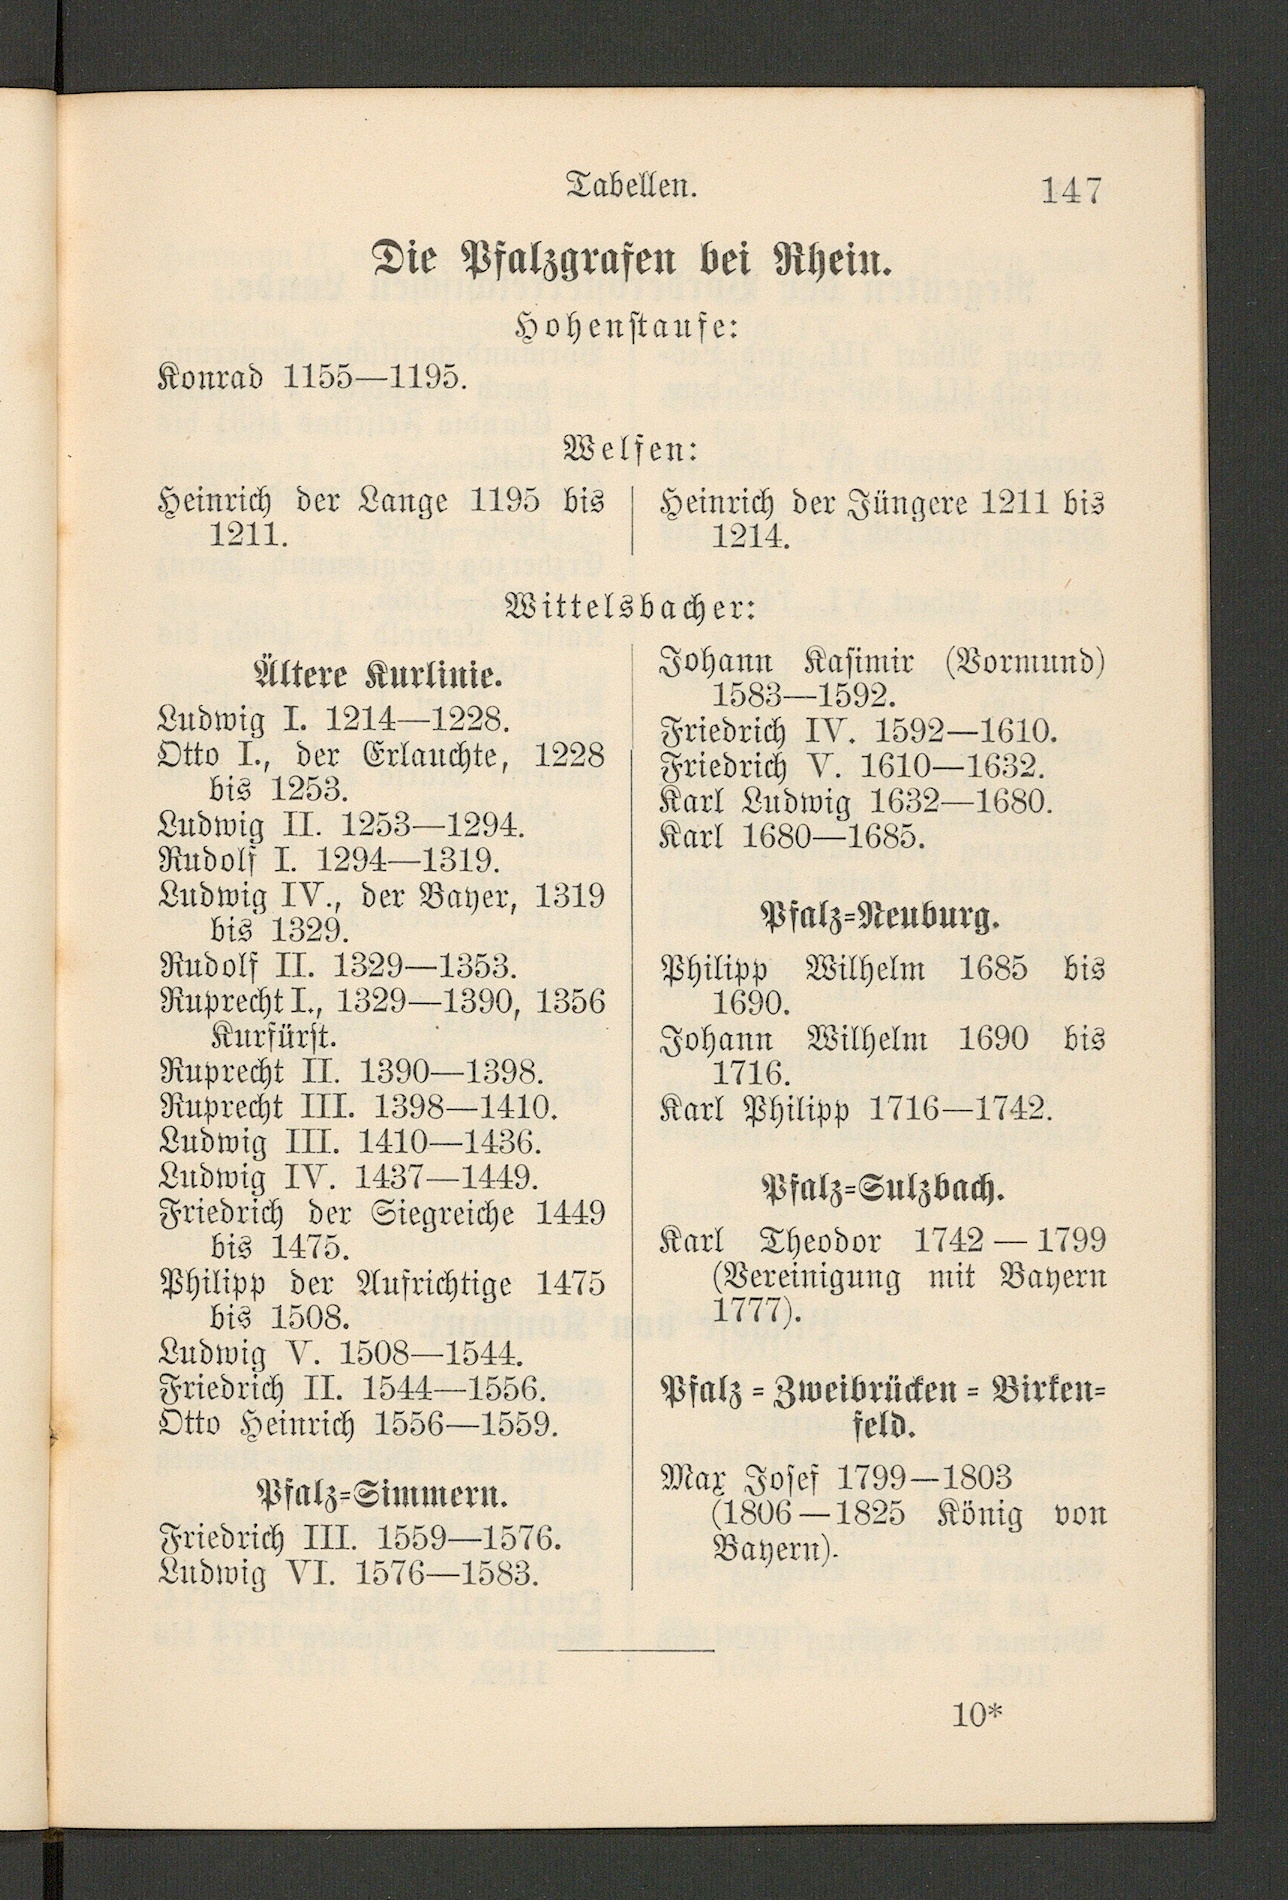 Tabellen. 147
Die Pfalzgrafen bei Rhein.
Hohenstaufe:
Konrad 1155—1195.
Welfen:
Heinrich der Lange 1195 bis
1211.
Heinrich der Jüngere 1211 bis
1214.
Wittelsbacher:
Ältere Kurlinie.
Ludwig I. 1214—1228.
Otto I., der Erlauchte, 1228
bis 1253.
Ludwig II. 1253—1294.
Rudolf I. 1294—1319.
Ludwig IV., der Bayer, 1319
bis 1329.
Rudolf II. 1329—1353.
Ruprecht I., 1329—1390, 1356
Kurfürst.
Ruprecht II. 1390—1398.
Ruprecht III. 1398—1410.
Ludwig III. 1410—1436.
Ludwig IV. 1437—1449.
Friedrich der Siegreiche 1449
bis 1475.
Philipp der Aufrichtige 1475
bis 1508.
Ludwig V. 1508—1544.
Friedrich II. 1544—1556.
Otto Heinrich 1556—1559.
Pfalz-Simmern.
Friedrich III. 1559—1576.
Ludwig VI. 1576—1583.
Johann Kasimir (Vormund)
1583—1592.
Friedrich IV. 1592—1610.
Friedrich V. 1610—1632.
Karl Ludwig 1632—1680.
Karl 1680—1685.
Pfalz-Neuburg.
Philipp Wilhelm 1685 bis
1690.
Johann Wilhelm 1690 bis
1716.
Karl Philipp 1716—1742.
Pfalz-Sulzbach.
Karl Theodor 1742—1799
(Vereinigung mit Bayern
1777).
Pfalz-Zweibrücken-Birken-
feld.
Max Josef 1799—1803
(1806—1825 König von
Bayern).
10*